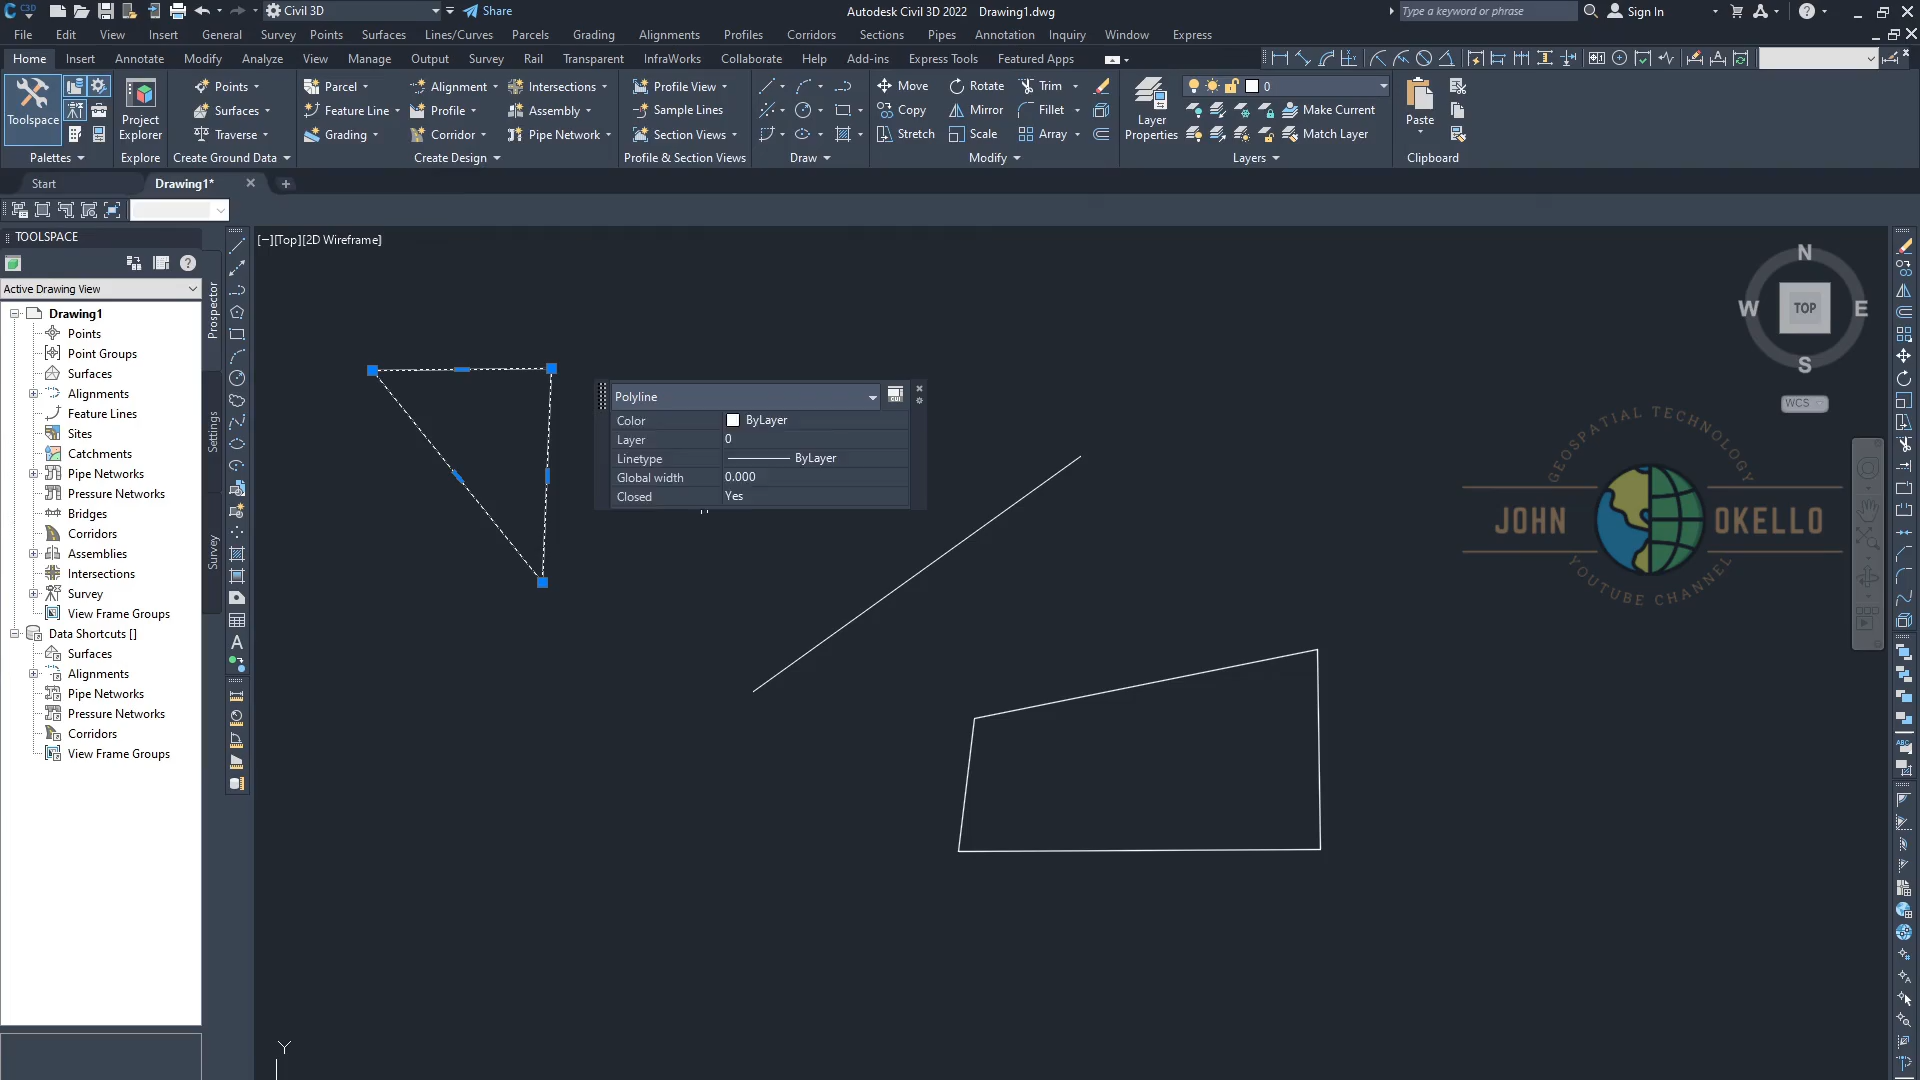 C3D Civil 3D Share Autodesk Civil 3D 2022 Drawing1.dwg Type a keyword or phrase Sign In
File Edit View Insert General Survey Points Surfaces Lines/Curves Parcels Grading Alignments Profiles Corridors Sections Pipes Annotation Inquiry Window Express
Home Insert Annotate Modify Analyze View Manage Output Survey Rail Transparent InfraWorks Collaborate Help Add-ins Express Tools Featured Apps
Toolspace
Palettes
Project Explorer
Explore
Points
Surfaces
Traverse
Create Ground Data
Parcel Alignment Intersections
Feature Line Profile Assembly
Grading Corridor Pipe Network
Create Design
Profile View
Sample Lines
Section Views
Profile & Section Views
Draw
Move Rotate Trim
Copy Mirror Fillet
Stretch Scale Array
Modify
Layer Properties
0
Make Current
Match Layer
Layers
Paste
Clipboard
Start Drawing1*
TOOLSPACE
Active Drawing View
Drawing1
Points
Point Groups
Surfaces
Alignments
Feature Lines
Sites
Catchments
Pipe Networks
Pressure Networks
Bridges
Corridors
Assemblies
Intersections
Survey
View Frame Groups
Data Shortcuts []
Surfaces
Alignments
Pipe Networks
Pressure Networks
Corridors
View Frame Groups
Prospector
Settings
Survey
[−][Top][2D Wireframe]
Polyline
Color ByLayer
Layer 0
Linetype ByLayer
Global width 0.000
Closed Yes
N
W TOP E
S
WCS
GEOSPATIAL TECHNOLOGY
JOHN OKELLO
YOUTUBE CHANNEL
Y